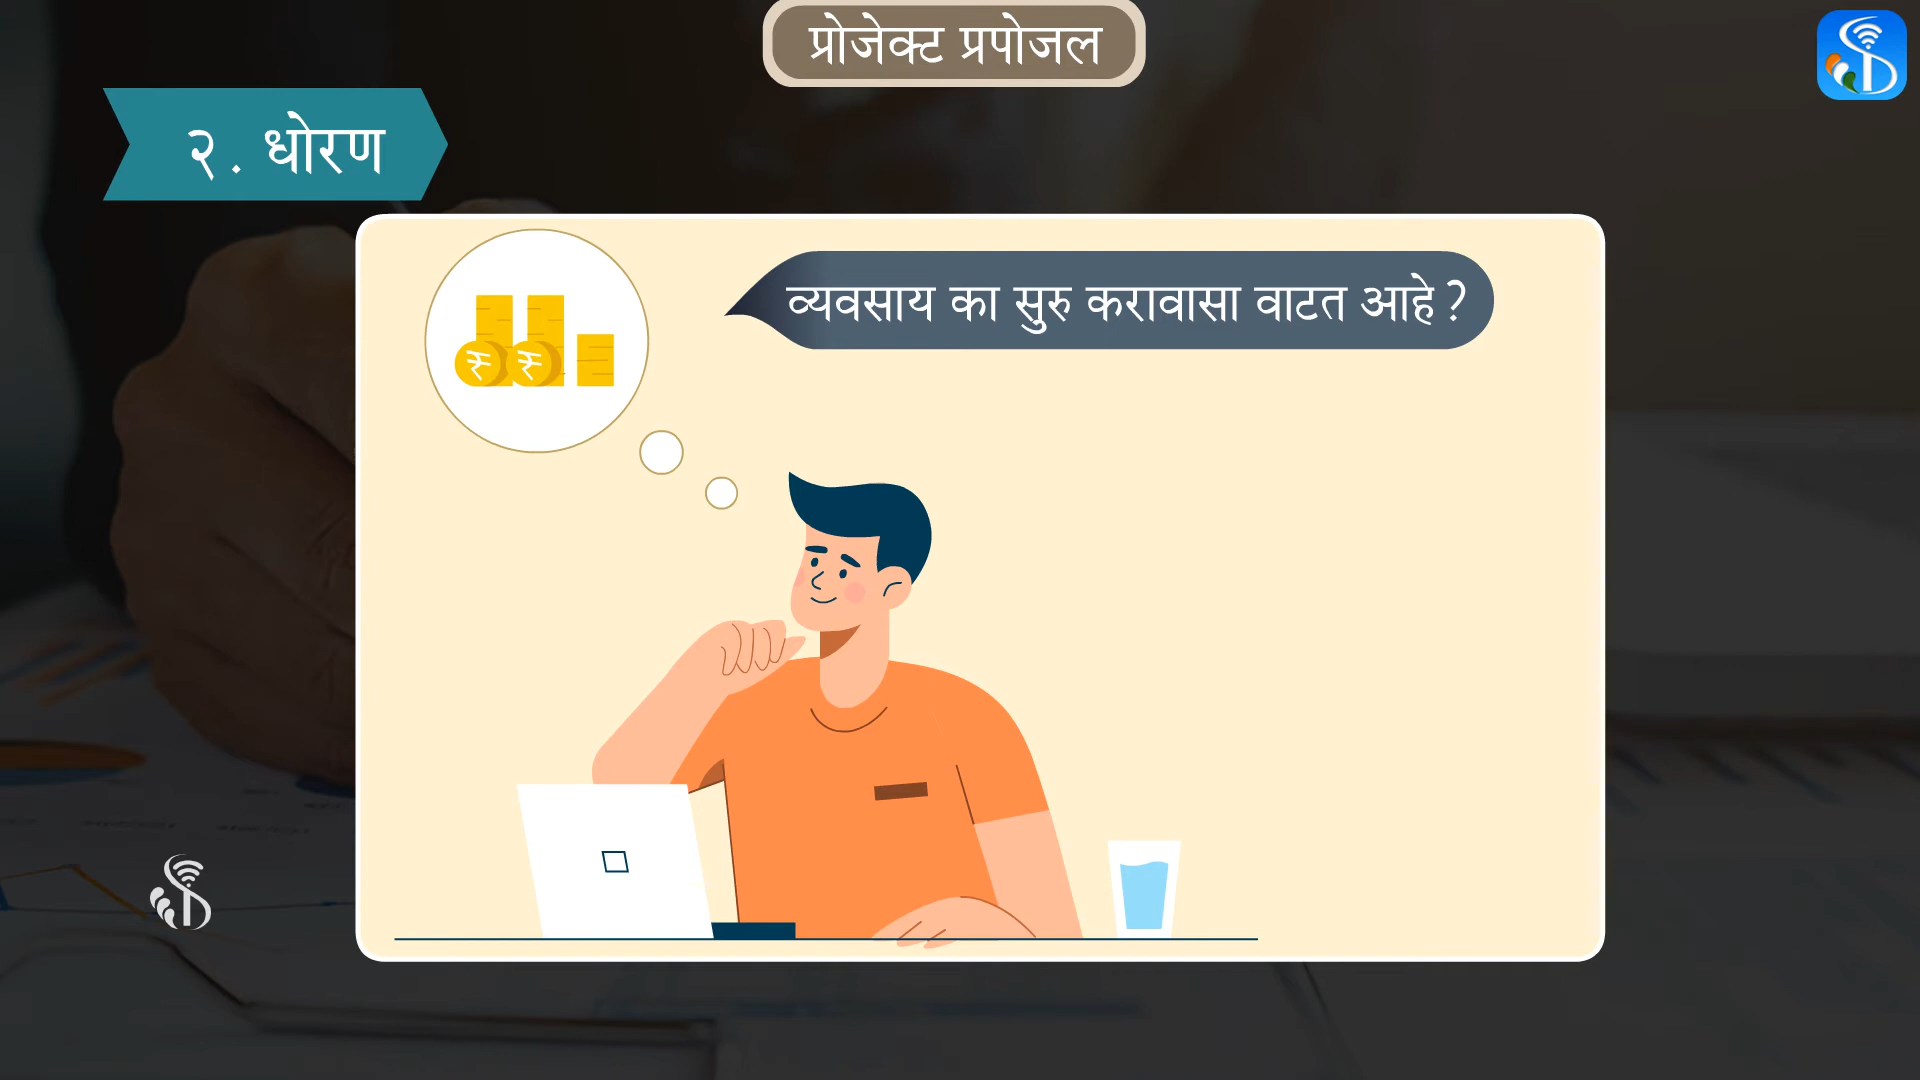 प्रोजेक्ट प्रपोजल
२. धोरण
व्यवसाय का सुरु करावासा वाटत आहे ?
₹ ₹